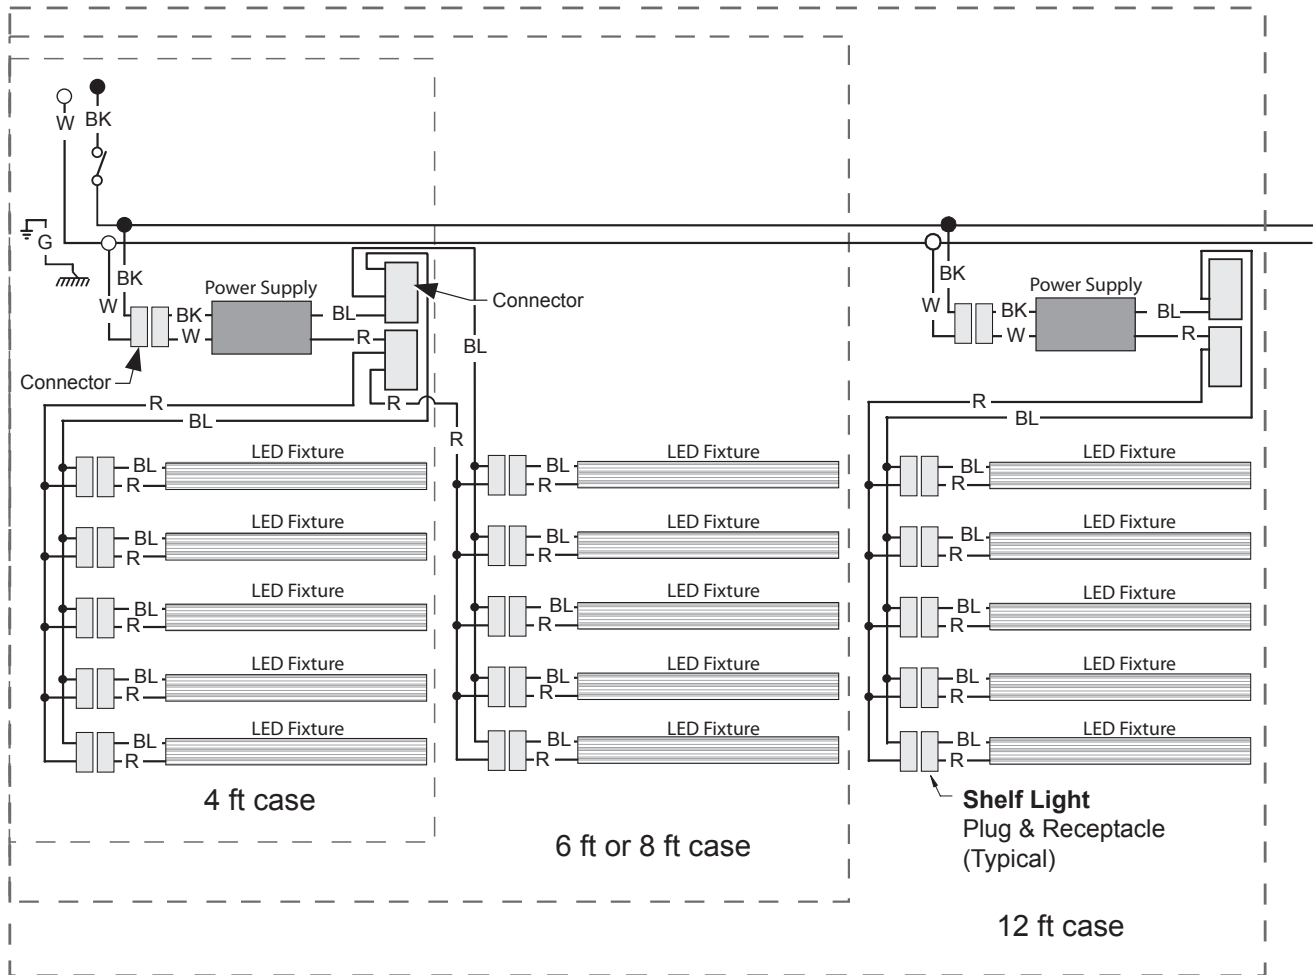 W
BK
G
BK
W
Power Supply
BK
W
BL
R
Connector
Connector
BL
R
BL
R
R
LED Fixture
BL
R
LED Fixture
BL
R
LED Fixture
BL
R
LED Fixture
BL
R
LED Fixture
BL
R
4 ft case
LED Fixture
BL
R
LED Fixture
BL
R
LED Fixture
BL
R
LED Fixture
BL
R
LED Fixture
BL
R
6 ft or 8 ft case
BK
W
Power Supply
BK
W
BL
R
R
BL
LED Fixture
BL
R
LED Fixture
BL
R
LED Fixture
BL
R
LED Fixture
BL
R
LED Fixture
BL
R
Shelf Light
Plug & Receptacle
(Typical)
12 ft case